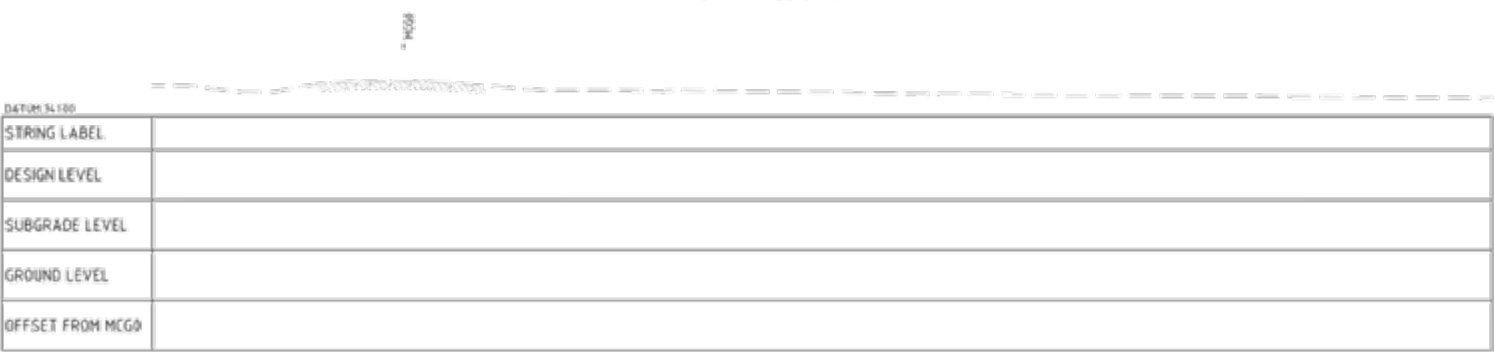 MCG0
DATUM 34.100
STRING LABEL
DESIGN LEVEL
SUBGRADE LEVEL
GROUND LEVEL
OFFSET FROM MCG0